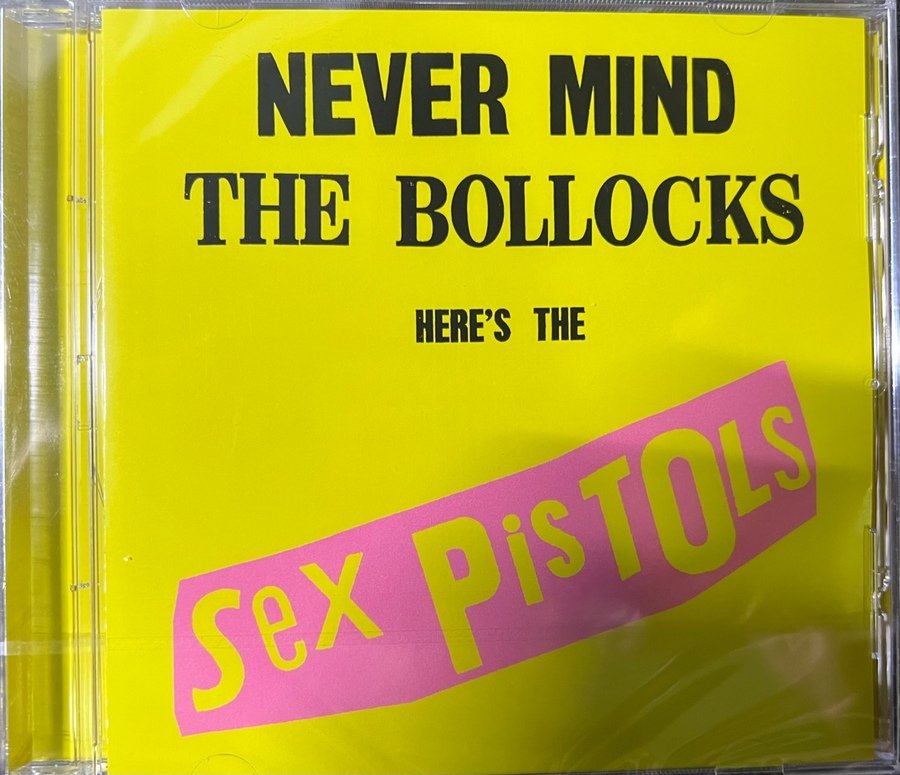 NEVER MIND
THE BOLLOCKS
HERE'S THE
Sex PisTOLS